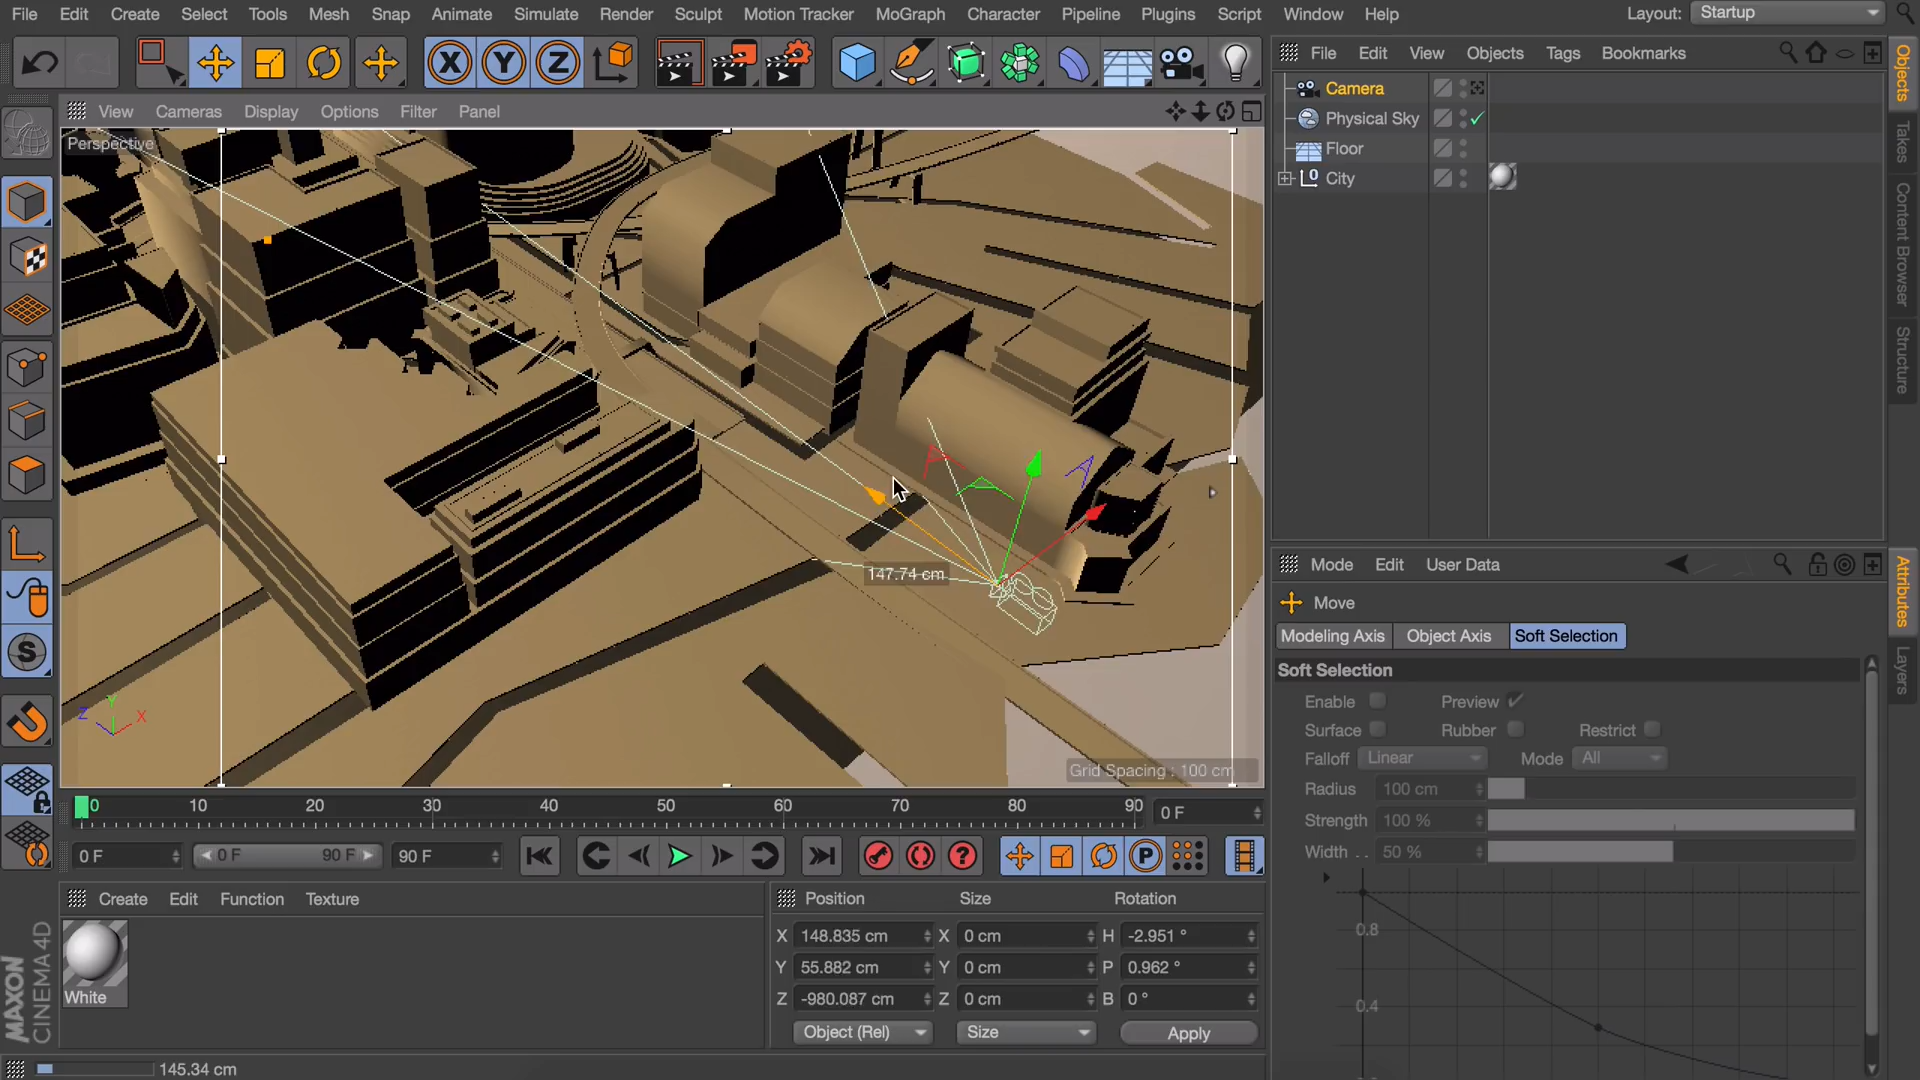 File Edit Create Select Tools Mesh Snap Animate Simulate Render Sculpt Motion Tracker MoGraph Character Pipeline Plugins Script Window Help Layout: Startup
X Y Z
File Edit View Objects Tags Bookmarks
View Cameras Display Options Filter Panel
Perspective
Camera
Physical Sky
Floor
City
Objects
Takes
Content Browser
Structure
147.74 cm
Y
Z X
Grid Spacing : 100 cm
Mode Edit User Data
Move
Modeling Axis Object Axis Soft Selection
Soft Selection
Enable Preview
Surface Rubber Restrict
Falloff Linear Mode All
Radius 100 cm
Strength 100 %
Width . . 50 %
0.8
0.4
Attributes
Layers
0 10 20 30 40 50 60 70 80 90 0 F
0 F 0 F 90 F 90 F
P
Create Edit Function Texture
White
Position Size Rotation
X 148.835 cm X 0 cm H -2.951 °
Y 55.882 cm Y 0 cm P 0.962 °
Z -980.087 cm Z 0 cm B 0 °
Object (Rel) Size Apply
MAXON
CINEMA 4D
145.34 cm